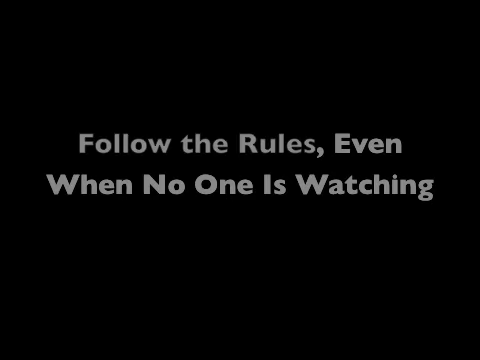 Follow the Rules, Even
When No One Is Watching